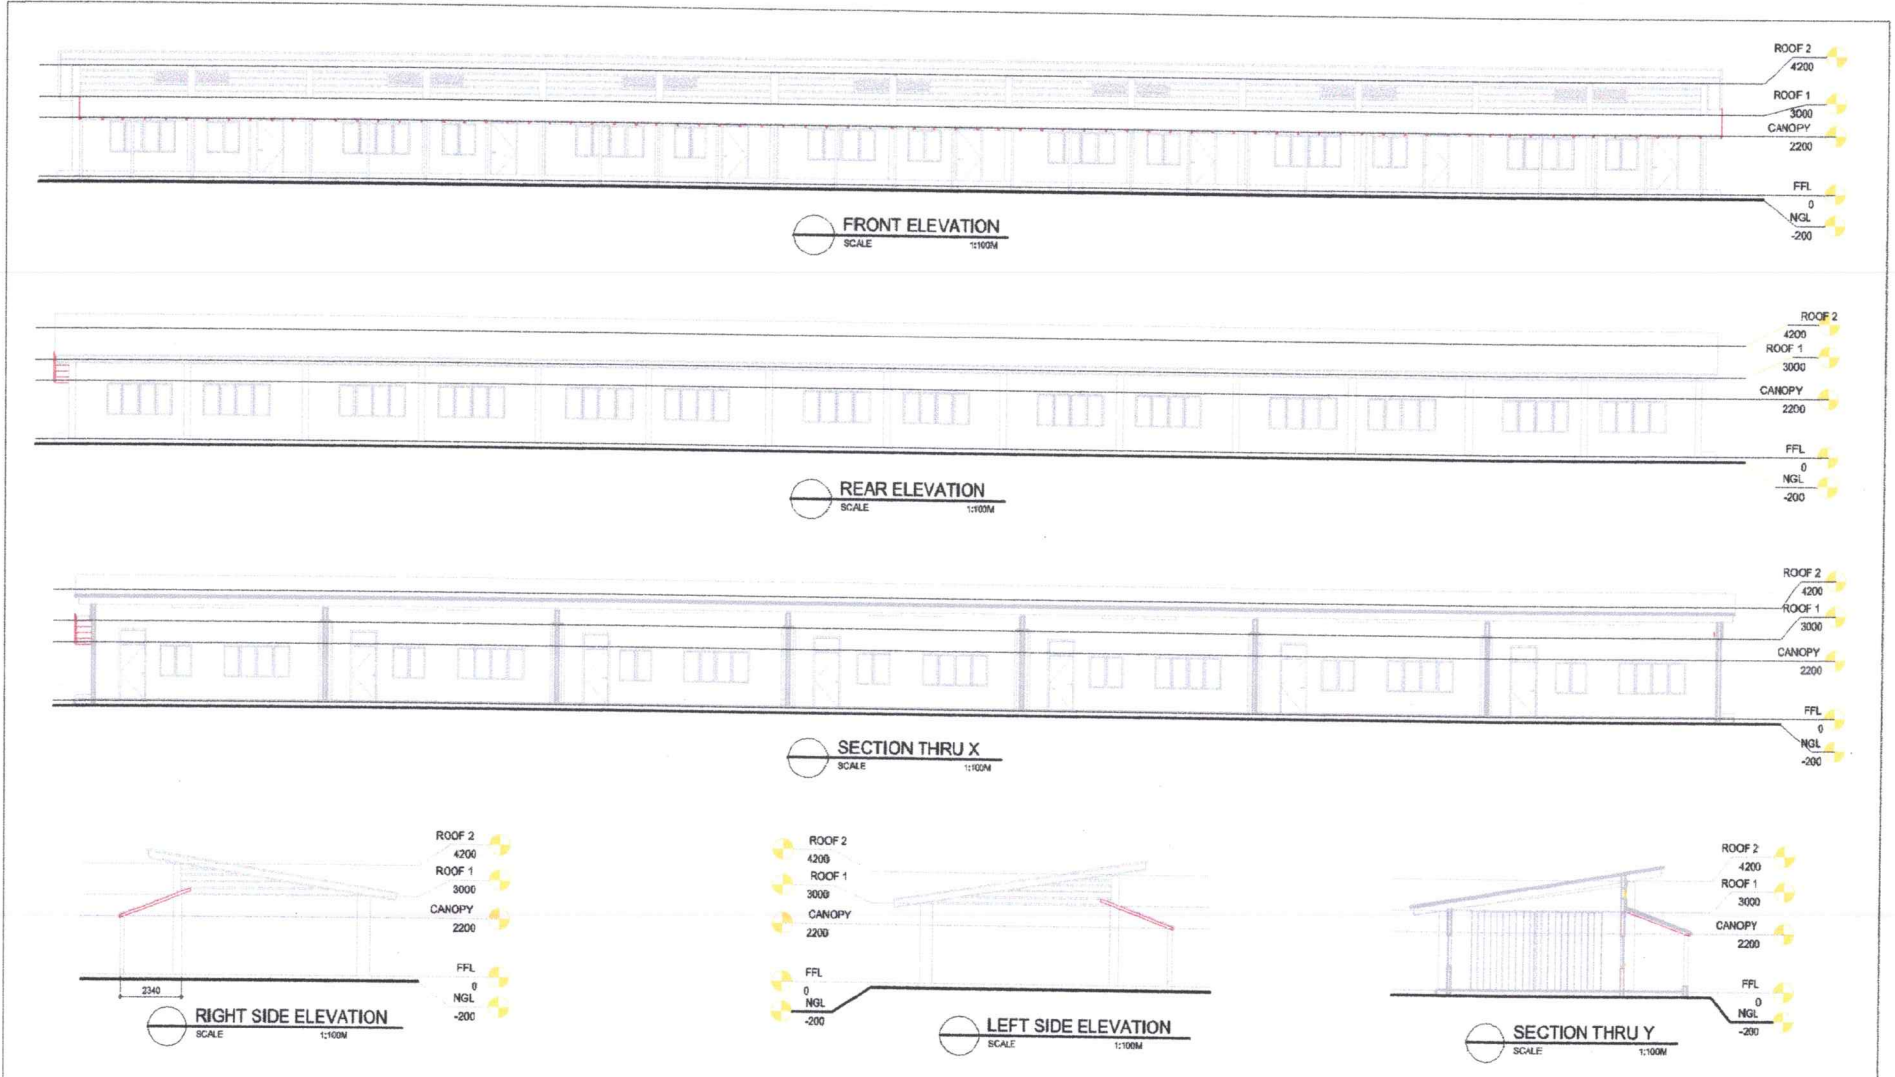 ROOF 2
4200
ROOF 1
3000
CANOPY
2200
FFL
0
NGL
-200
FRONT ELEVATION
SCALE 1:100M
ROOF 2
4200
ROOF 1
3000
CANOPY
2200
FFL
0
NGL
-200
REAR ELEVATION
SCALE 1:100M
ROOF 2
4200
ROOF 1
3000
CANOPY
2200
FFL
0
NGL
-200
SECTION THRU X
SCALE 1:100M
ROOF 2
4200
ROOF 1
3000
CANOPY
2200
FFL
0
NGL
-200
2340
RIGHT SIDE ELEVATION
SCALE 1:100M
ROOF 2
4200
ROOF 1
3000
CANOPY
2200
FFL
0
NGL
-200
LEFT SIDE ELEVATION
SCALE 1:100M
ROOF 2
4200
ROOF 1
3000
CANOPY
2200
FFL
0
NGL
-200
SECTION THRU Y
SCALE 1:100M